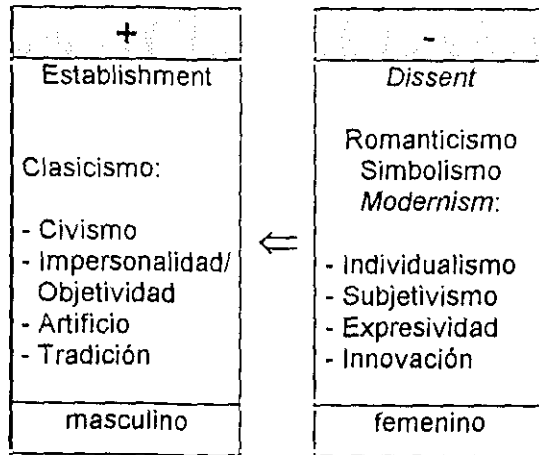 +
Establishment
Clasicismo:
- Civismo
- Impersonalidad/
Objetividad
- Artificio
- Tradición
masculino
⇐
-
Dissent
Romanticismo
Simbolismo
Modernism:
- Individualismo
- Subjetivismo
- Expresividad
- Innovación
femenino